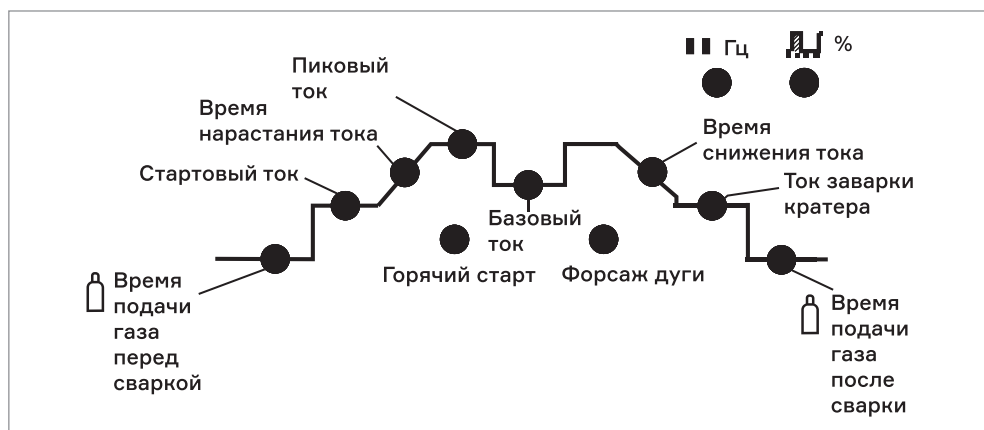 Гц
%
Пиковый
ток
Время
нарастания тока
Стартовый ток
Время
снижения тока
Ток заварки
кратера
Базовый
ток
Горячий старт
Форсаж дуги
Время
подачи
газа
перед
сваркой
Время
подачи
газа
после
сварки